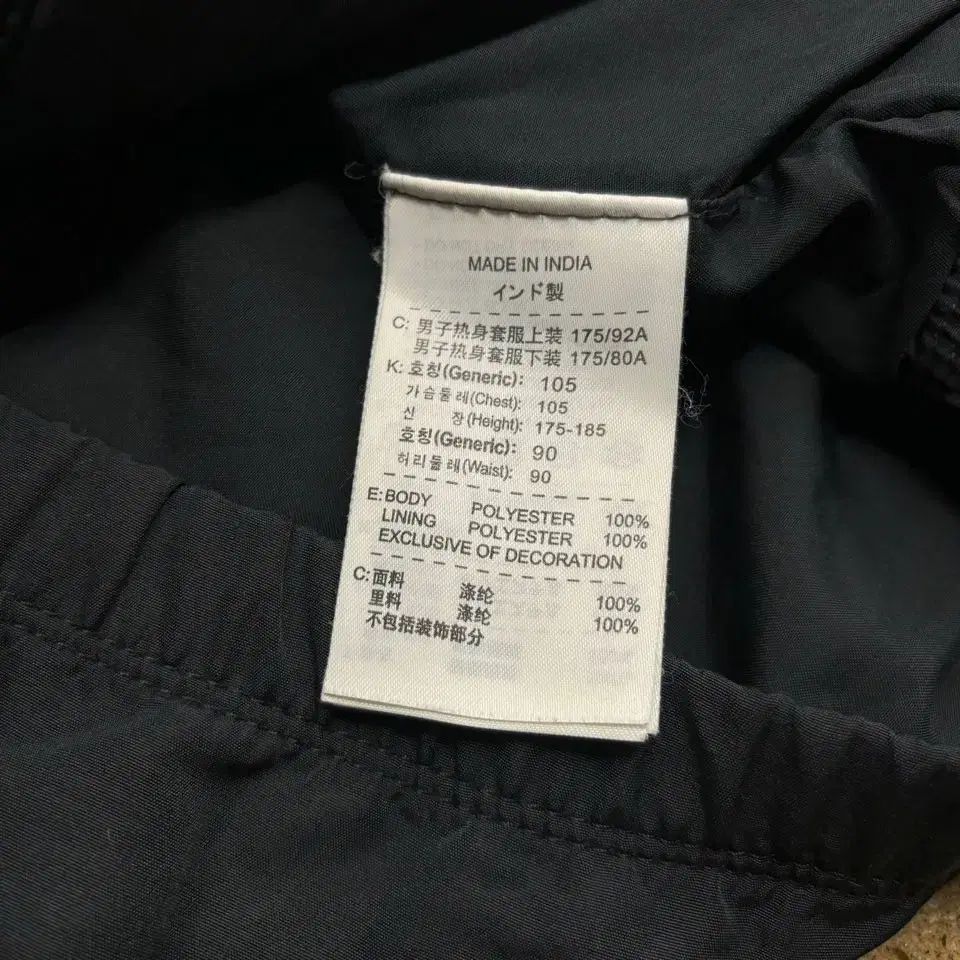 MADE IN INDIA
インド製
C: 男子热身套服上装 175/92A
男子热身套服下装 175/80A
K: 호칭(Generic): 105
가슴둘레(Chest): 105
신 장(Height): 175-185
호칭(Generic): 90
허리둘레(Waist): 90
E: BODY POLYESTER 100%
LINING POLYESTER 100%
EXCLUSIVE OF DECORATION
C: 面料 涤纶 100%
里料 涤纶 100%
不包括装饰部分